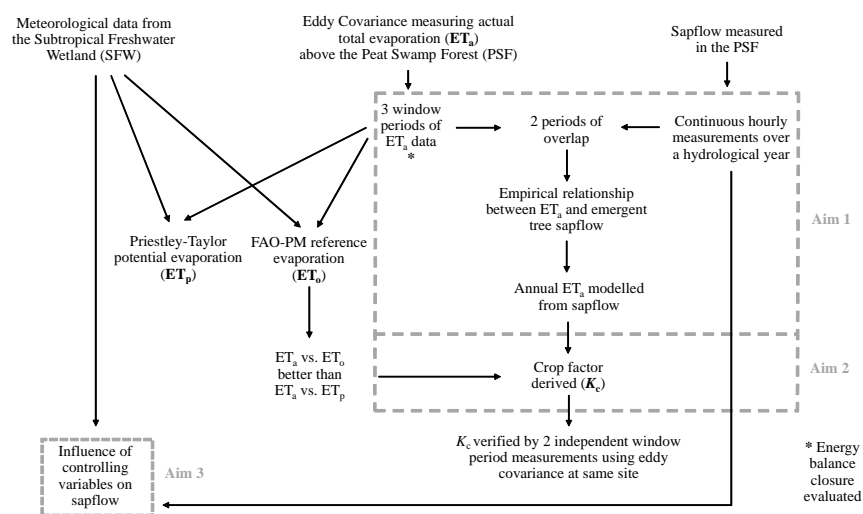 Meteorological data from
the Subtropical Freshwater
Wetland (SFW)
Eddy Covariance measuring actual
total evaporation (ETa)
above the Peat Swamp Forest (PSF)
Sapflow measured
in the PSF
3 window
periods of
ETa data
*
2 periods
of overlap
Continuous hourly
measurements over
a hydrological year
Empirical relationship
between ETa and emergent
tree sapflow
Aim 1
Priestley-Taylor
potential evaporation
(ETp)
FAO-PM reference
evaporation
(ETo)
Annual ETa modelled
from sapflow
ETa vs. ETo
better than
ETa vs. ETp
Crop factor
derived (Kc)
Aim 2
Kc verified by 2 independent window
period measurements using eddy
covariance at same site
Influence of
controlling
variables on
sapflow
Aim 3
* Energy
balance
closure
evaluated